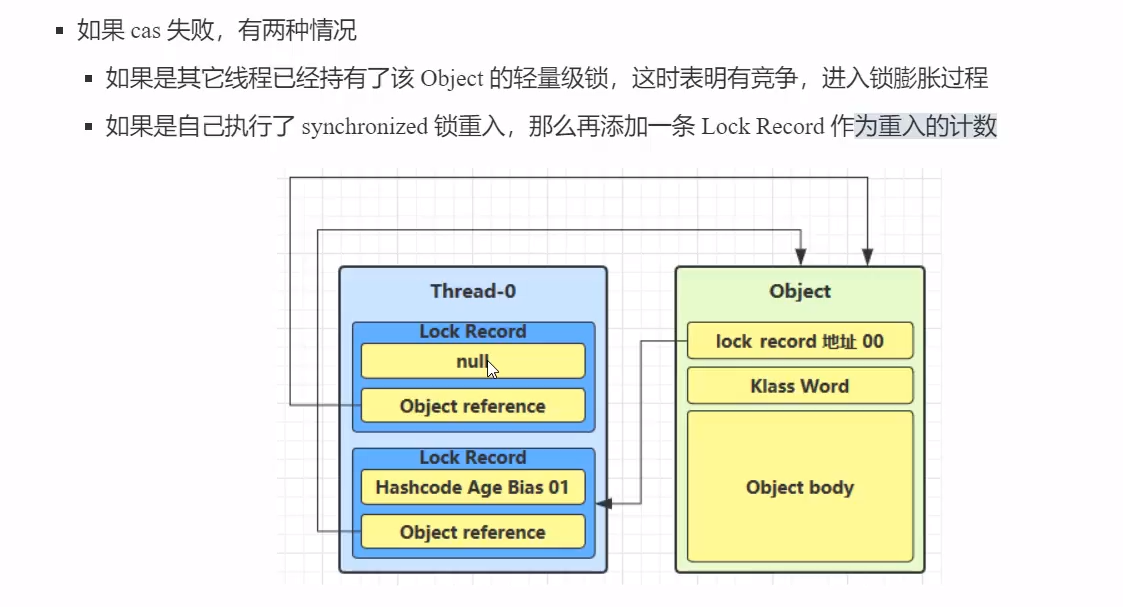 如果 cas 失败，有两种情况
如果是其它线程已经持有了该 Object 的轻量级锁，这时表明有竞争，进入锁膨胀过程
如果是自己执行了 synchronized 锁重入，那么再添加一条 Lock Record 作为重入的计数
Thread-0
Lock Record
null
Object reference
Lock Record
Hashcode Age Bias 01
Object reference
Object
lock record 地址 00
Klass Word
Object body